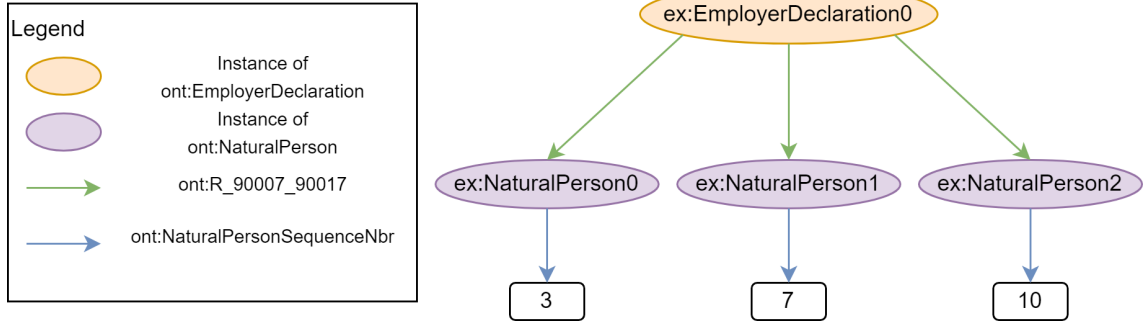 Legend
Instance of
ont:EmployerDeclaration
Instance of
ont:NaturalPerson
ont:R_90007_90017
ont:NaturalPersonSequenceNbr
ex:EmployerDeclaration0
ex:NaturalPerson0
ex:NaturalPerson1
ex:NaturalPerson2
3
7
10